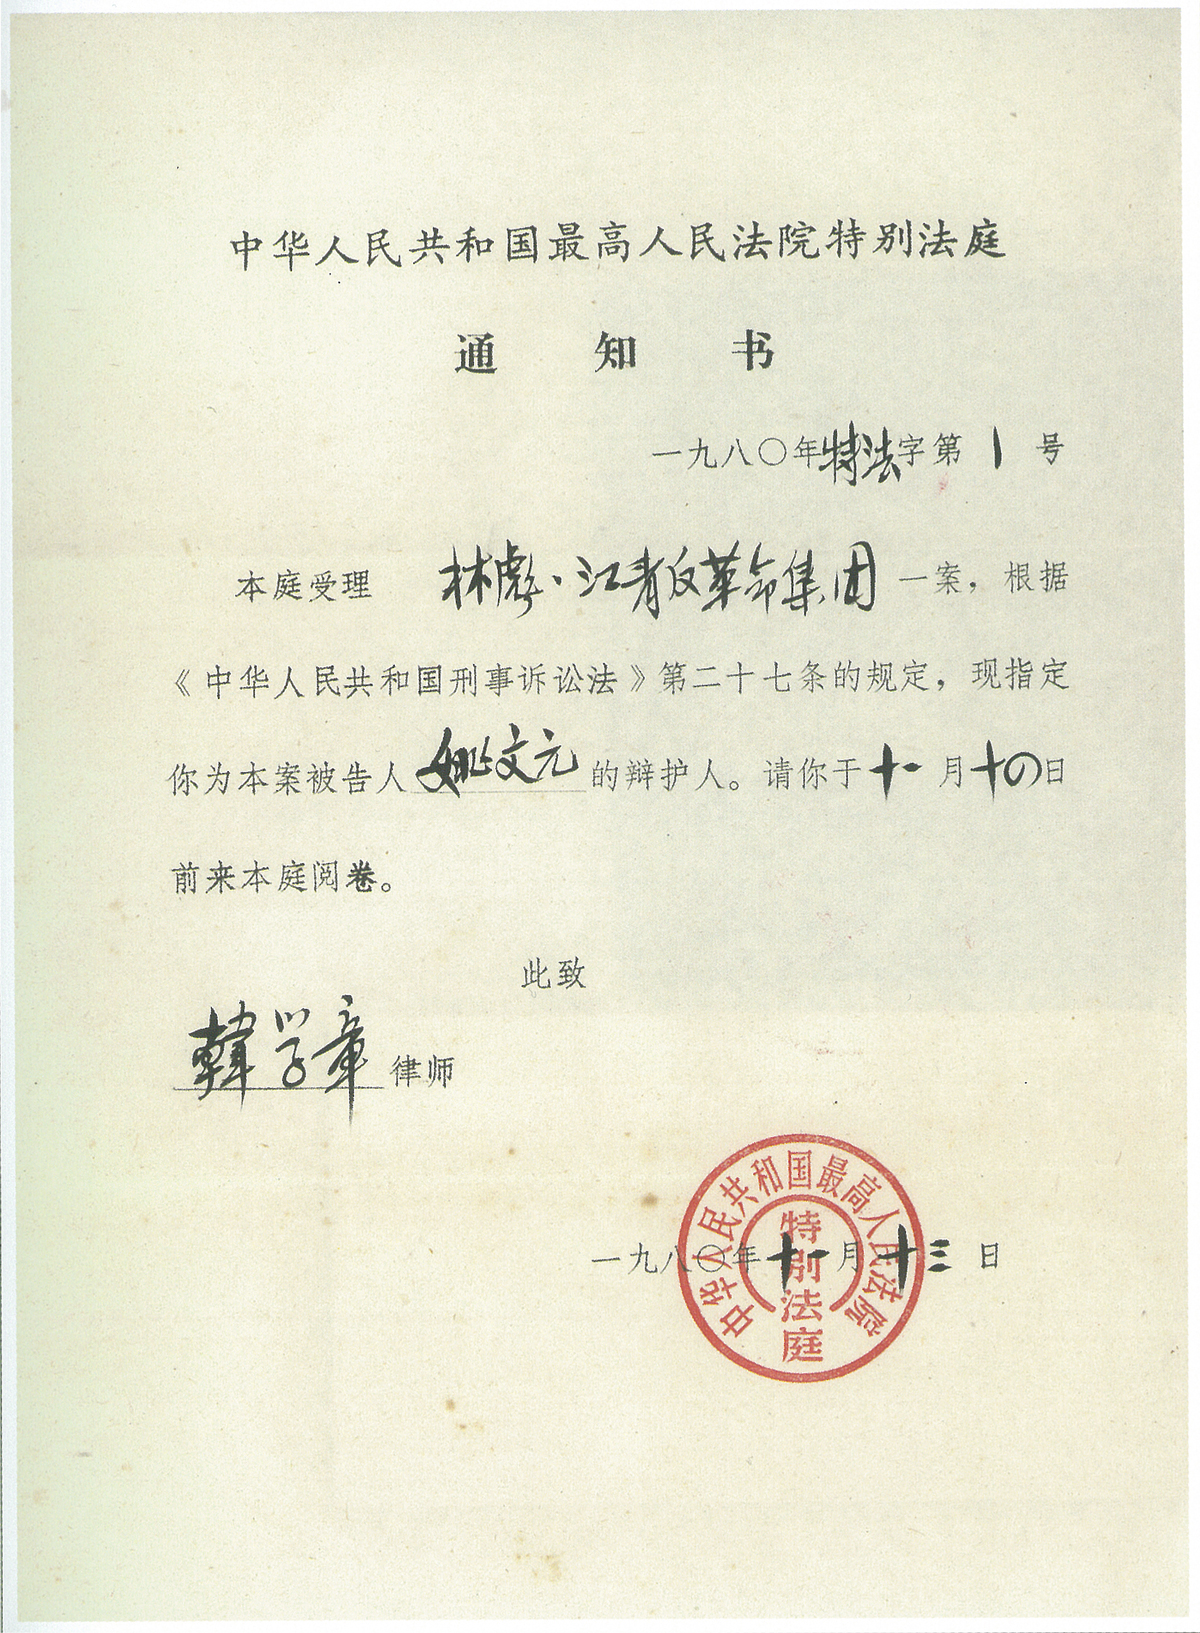 中华人民共和国最高人民法院特别法庭
通知书
一九八〇年特法字第1号
本庭受理 林彪、江青反革命集团 一案，根据
《中华人民共和国刑事诉讼法》第二十七条的规定，现指定
你为本案被告人姚文元的辩护人。请你于十一月十四日
前来本庭阅卷。
此致
韓学章律师
中华人民共和国最高人民法院
特别法庭
一九八〇年十一月十三日